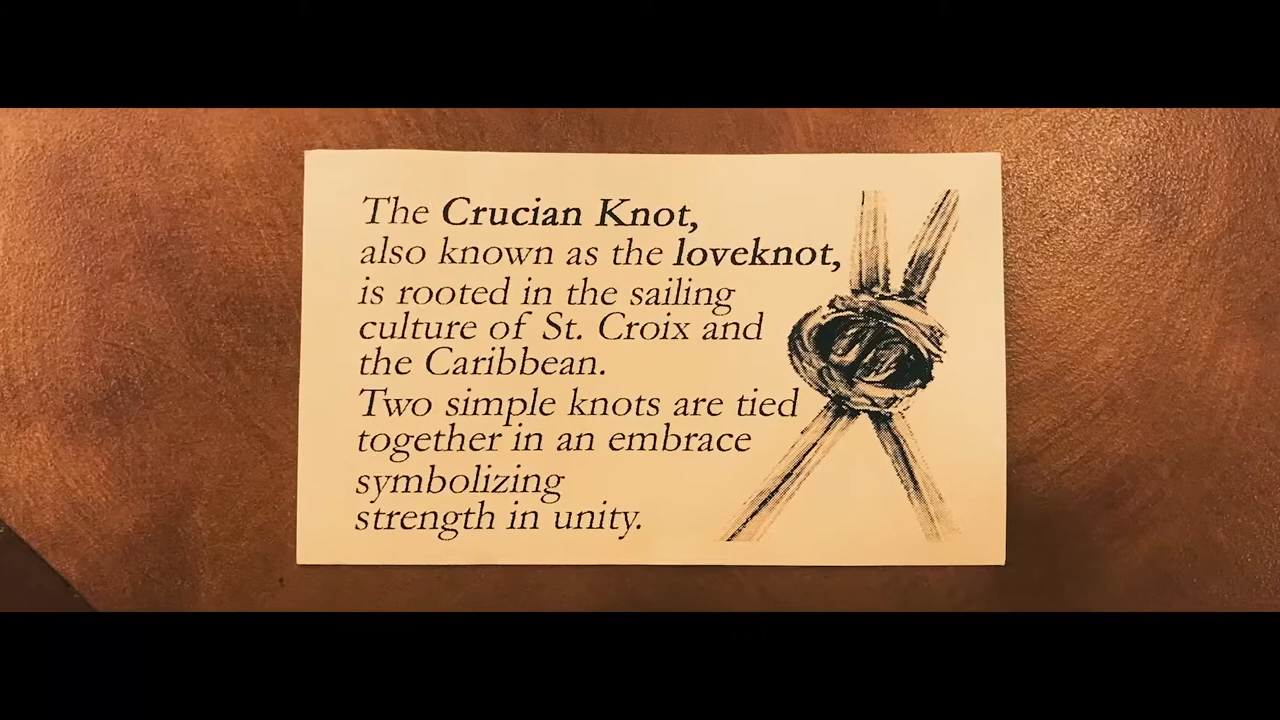 The Crucian Knot,
also known as the loveknot,
is rooted in the sailing
culture of St. Croix and
the Caribbean.
Two simple knots are tied
together in an embrace
symbolizing
strength in unity.